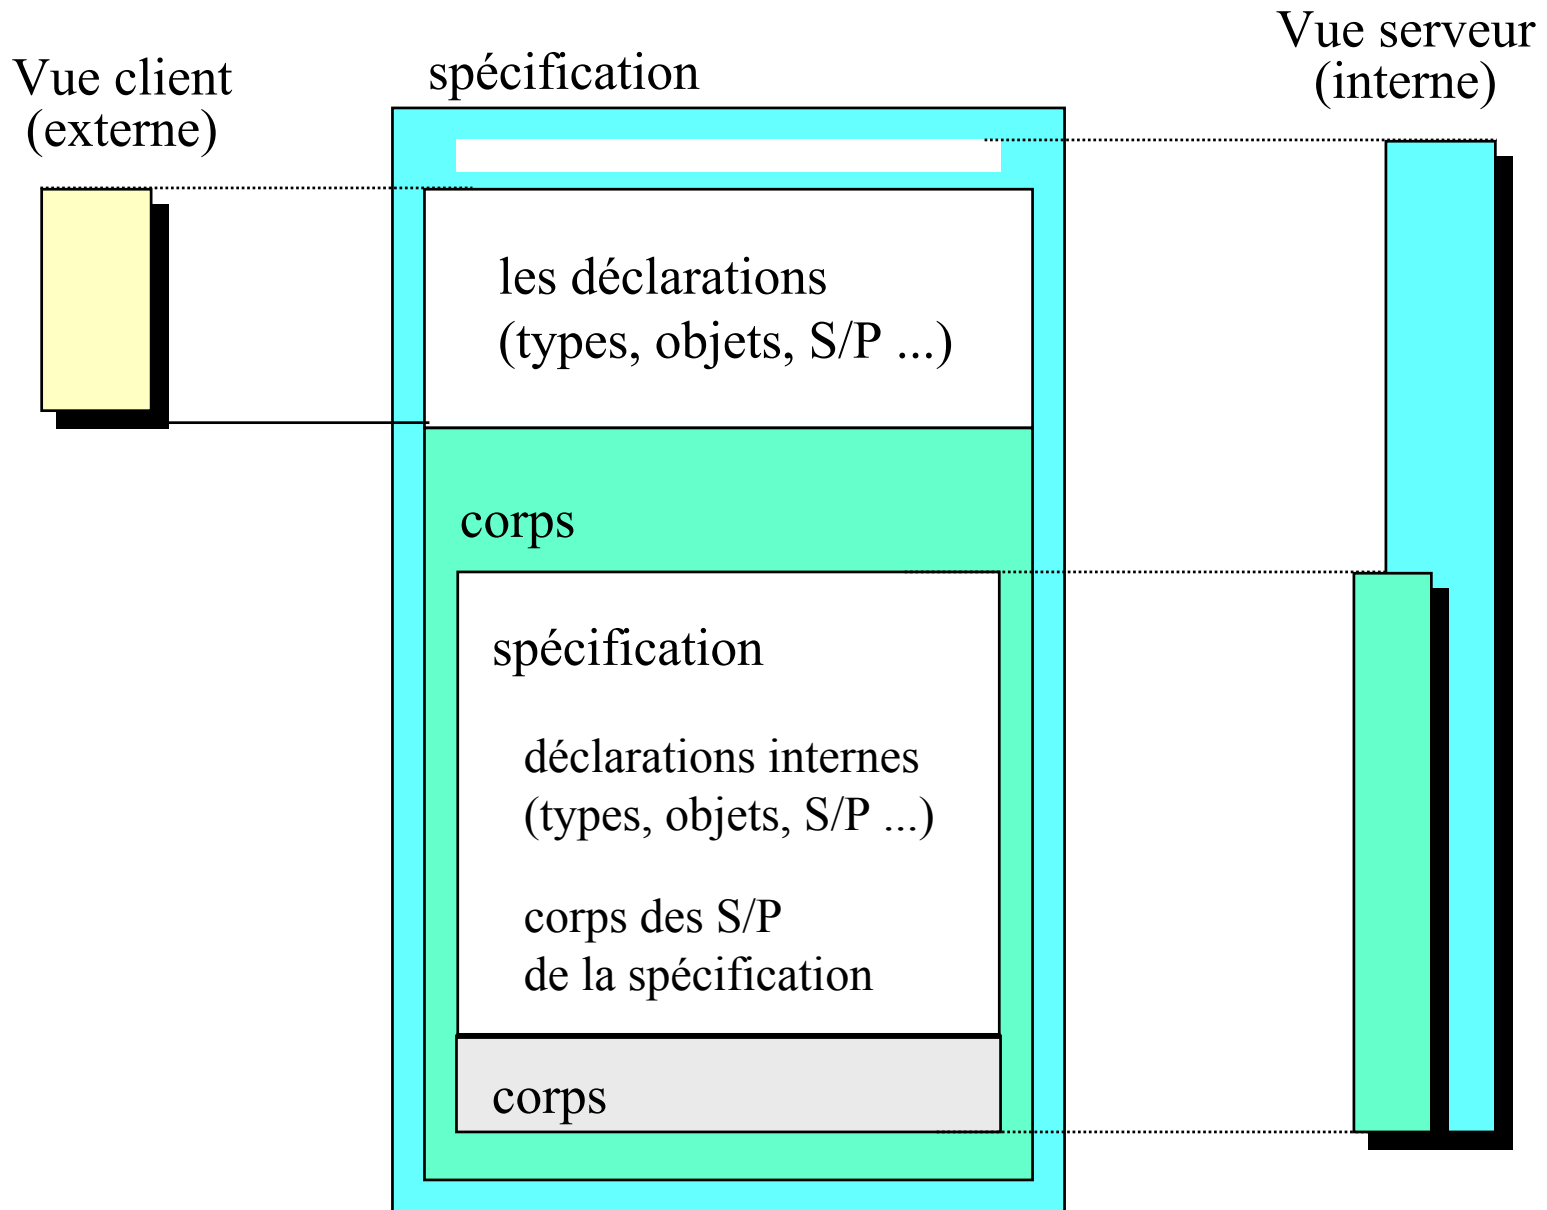 Vue client
(externe)
spécification
Vue serveur
(interne)
les déclarations
(types, objets, S/P ...)
corps
spécification
déclarations internes
(types, objets, S/P ...)
corps des S/P
de la spécification
corps